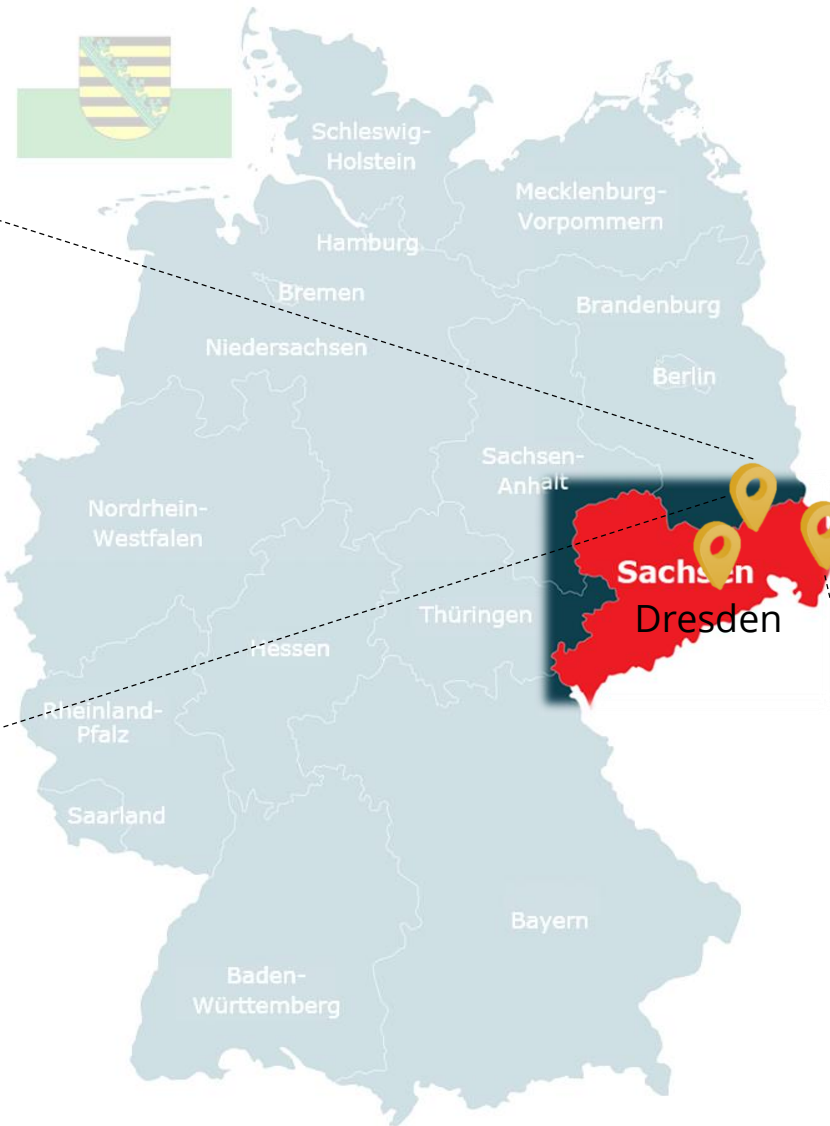 Schleswig-
Holstein
Mecklenburg-
Vorpommern
Hamburg
Bremen
Brandenburg
Niedersachsen
Berlin
Sachsen-
Anhalt
Nordrhein-
Westfalen
Sachsen
Thüringen
Dresden
Hessen
Rheinland-
Pfalz
Saarland
Bayern
Baden-
Württemberg